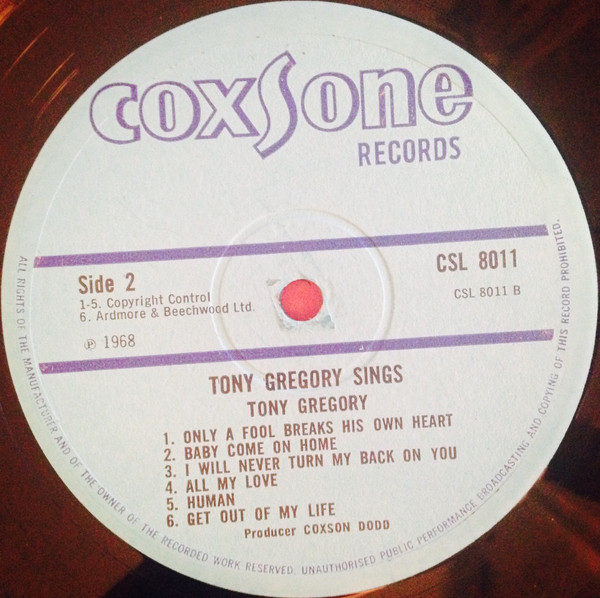 coxsone
RECORDS
Side 2
1-5. Copyright Control
6. Ardmore & Beechwood Ltd.
℗ 1968
CSL 8011
CSL 8011 B
TONY GREGORY SINGS
TONY GREGORY
1. ONLY A FOOL BREAKS HIS OWN HEART
2. BABY COME ON HOME
3. I WILL NEVER TURN MY BACK ON YOU
4. ALL MY LOVE
5. HUMAN
6. GET OUT OF MY LIFE
Producer COXSON DODD
ALL RIGHTS OF THE MANUFACTURER AND OF THE OWNER OF THE RECORDED WORK RESERVED, UNAUTHORISED PUBLIC PERFORMANCE, BROADCASTING AND COPYING OF THIS RECORD PROHIBITED.